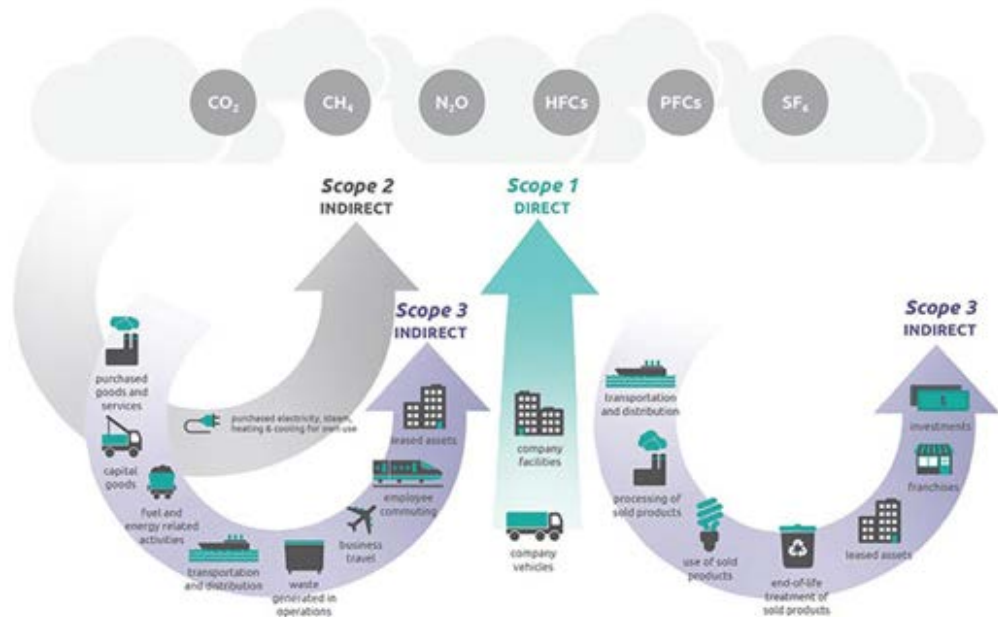 CO₂
CH₄
N₂O
HFCs
PFCs
SF₆
Scope 2
INDIRECT
Scope 1
DIRECT
Scope 3
INDIRECT
Scope 3
INDIRECT
purchased
goods and
services
capital
goods
fuel and
energy related
activities
transportation
and distribution
waste
generated in
operations
business
travel
employee
commuting
leased assets
purchased electricity, steam,
heating & cooling for own use
company
facilities
company
vehicles
transportation
and distribution
processing of
sold products
use of sold
products
end-of-life
treatment of
sold products
leased assets
franchises
investments